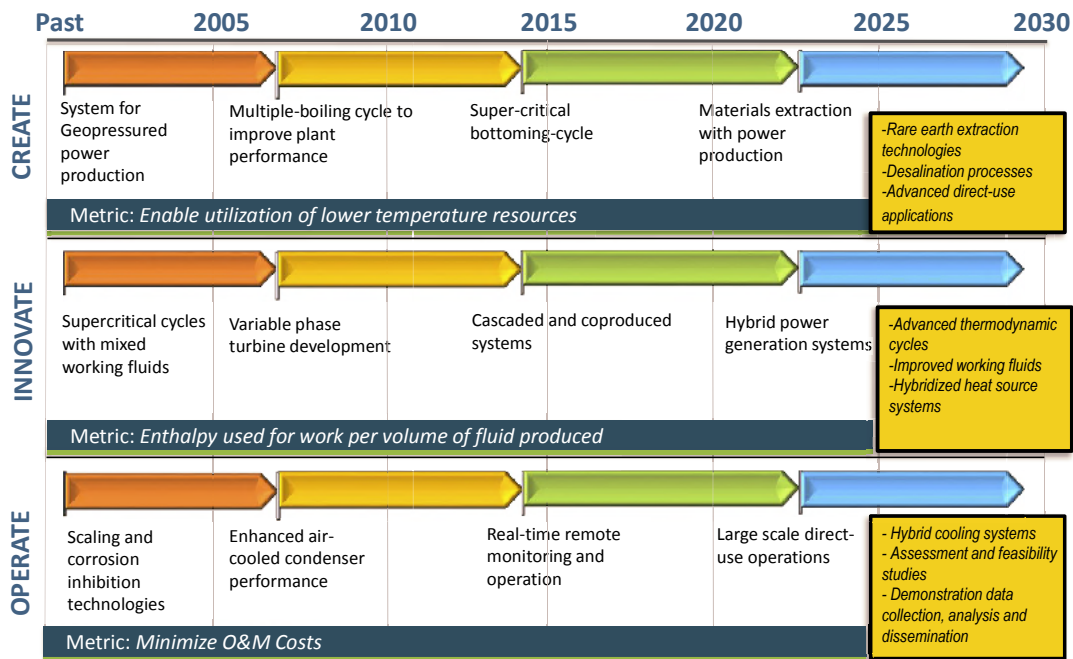 Past 2005 2010 2015 2020 2025 2030
CREATE
System for
Geopressured
power
production
Multiple-boiling cycle to
improve plant
performance
Super-critical
bottoming-cycle
Materials extraction
with power
production
-Rare earth extraction
technologies
-Desalination processes
-Advanced direct-use
applications
Metric: Enable utilization of lower temperature resources
INNOVATE
Supercritical cycles
with mixed
working fluids
Variable phase
turbine development
Cascaded and coproduced
systems
Hybrid power
generation systems
-Advanced thermodynamic
cycles
-Improved working fluids
-Hybridized heat source
systems
Metric: Enthalpy used for work per volume of fluid produced
OPERATE
Scaling and
corrosion
inhibition
technologies
Enhanced air-
cooled condenser
performance
Real-time remote
monitoring and
operation
Large scale direct-
use operations
- Hybrid cooling systems
- Assessment and feasibility
studies
- Demonstration data
collection, analysis and
dissemination
Metric: Minimize O&M Costs